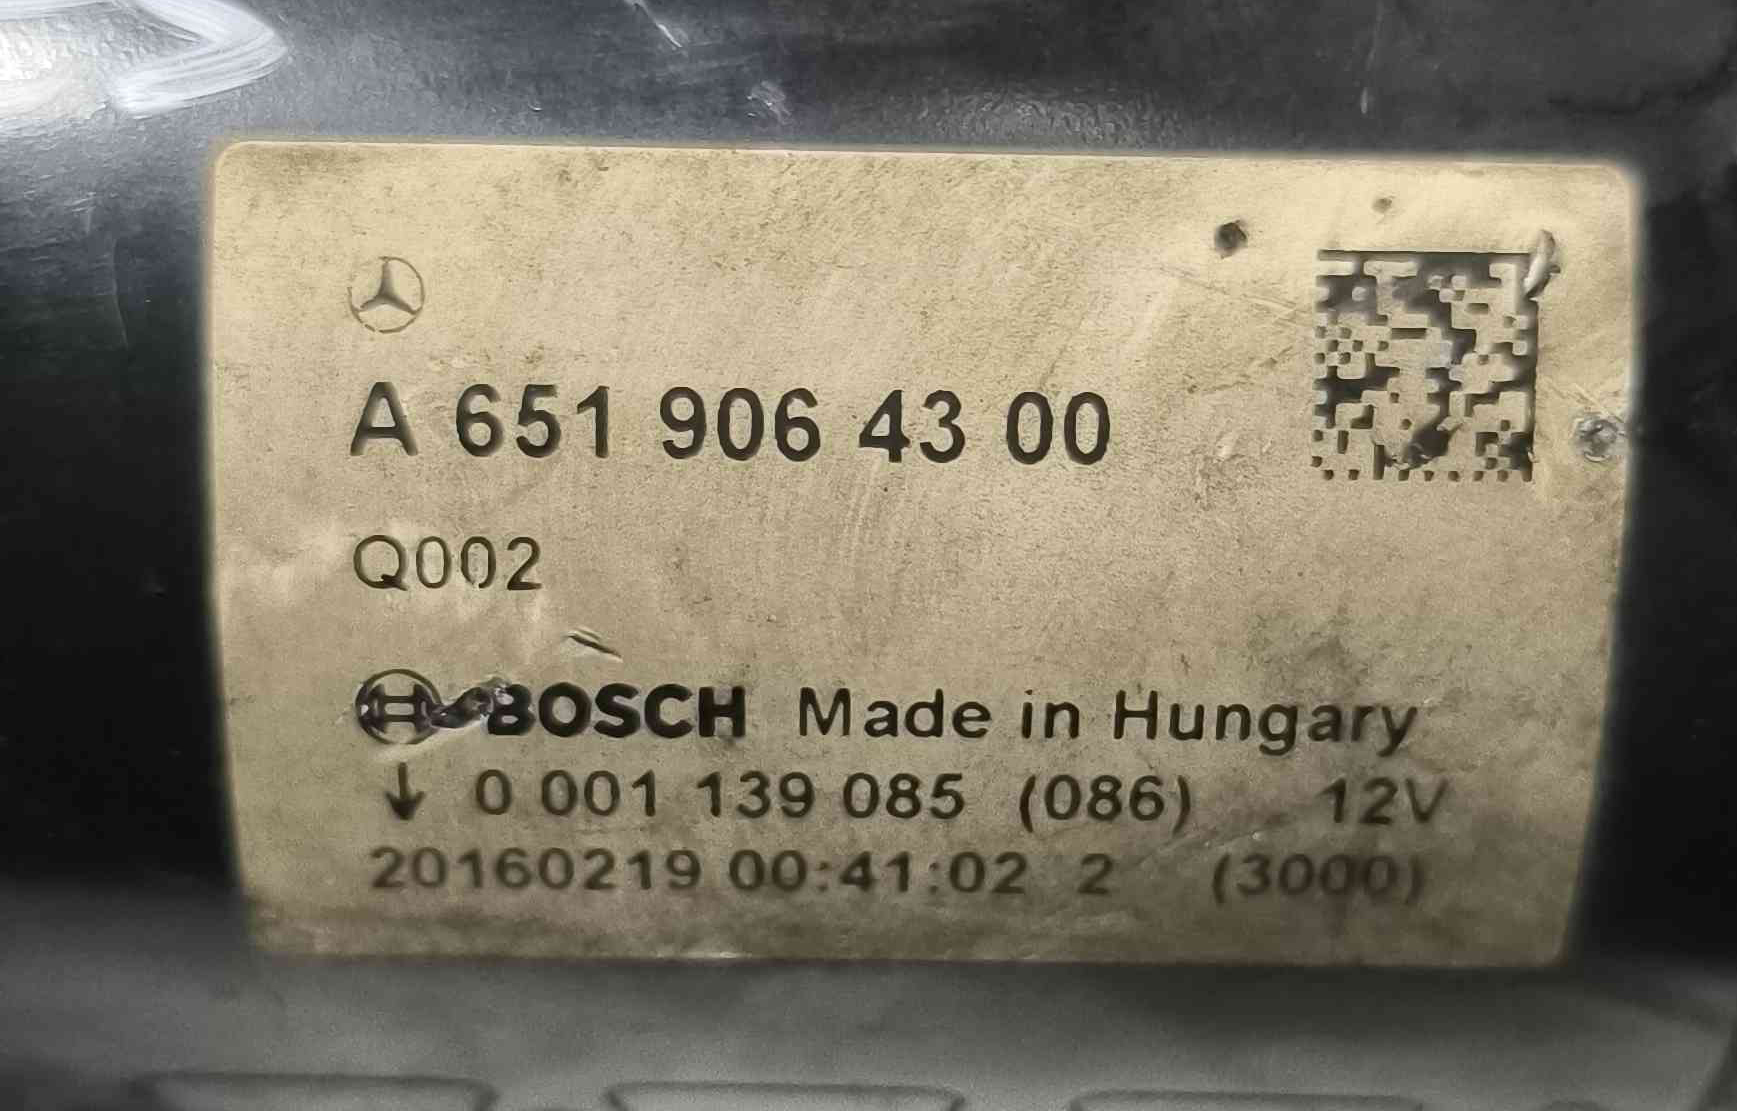 A 651 906 43 00
Q002
BOSCH Made in Hungary
↓ 0 001 139 085 (086) 12V
20160219 00:41:02 2 (3000)